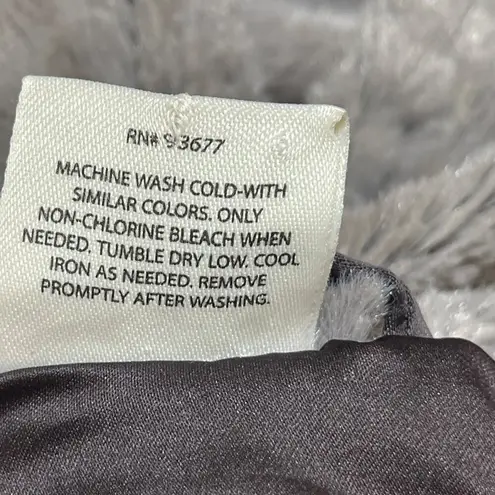 RN# 93677
MACHINE WASH COLD-WITH
SIMILAR COLORS. ONLY
NON-CHLORINE BLEACH WHEN
NEEDED. TUMBLE DRY LOW. COOL
IRON AS NEEDED. REMOVE
PROMPTLY AFTER WASHING.